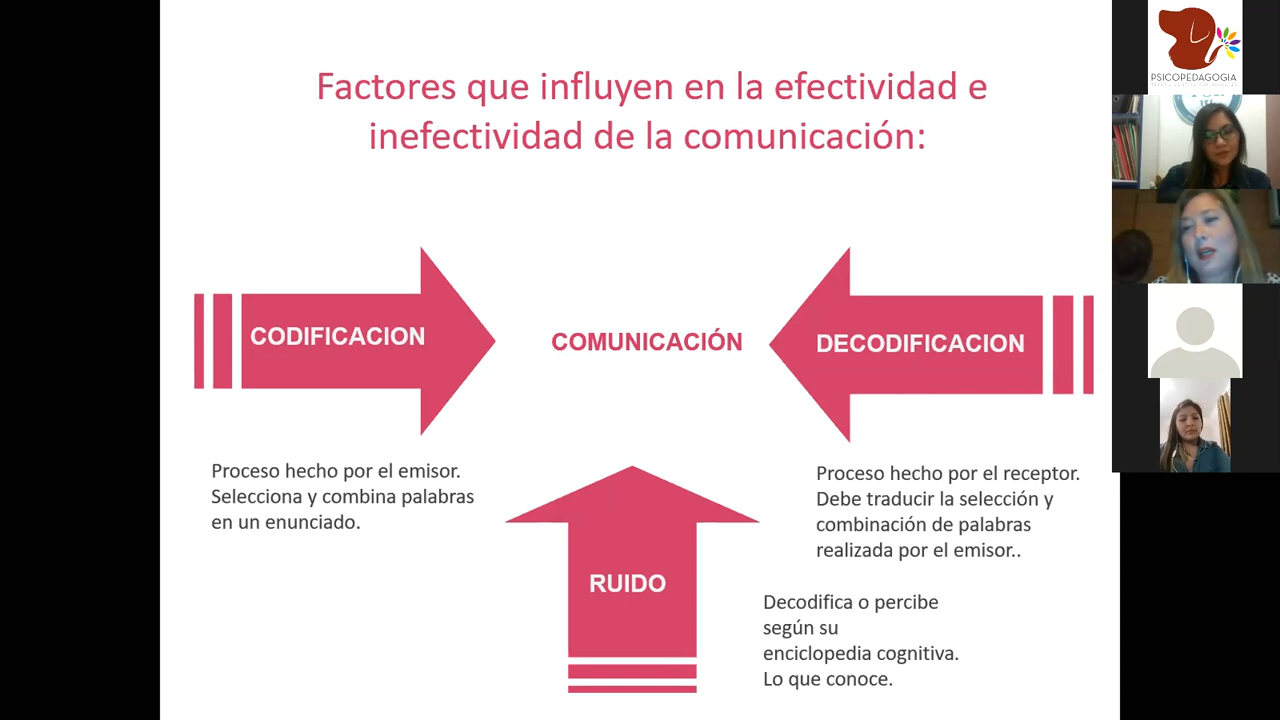 Factores que influyen en la efectividad e
inefectividad de la comunicación:
CODIFICACION
COMUNICACIÓN
DECODIFICACION
Proceso hecho por el emisor.
Selecciona y combina palabras
en un enunciado.
Proceso hecho por el receptor.
Debe traducir la selección y
combinación de palabras
realizada por el emisor..
RUIDO
Decodifica o percibe
según su
enciclopedia cognitiva.
Lo que conoce.
PSICOPEDAGOGIA